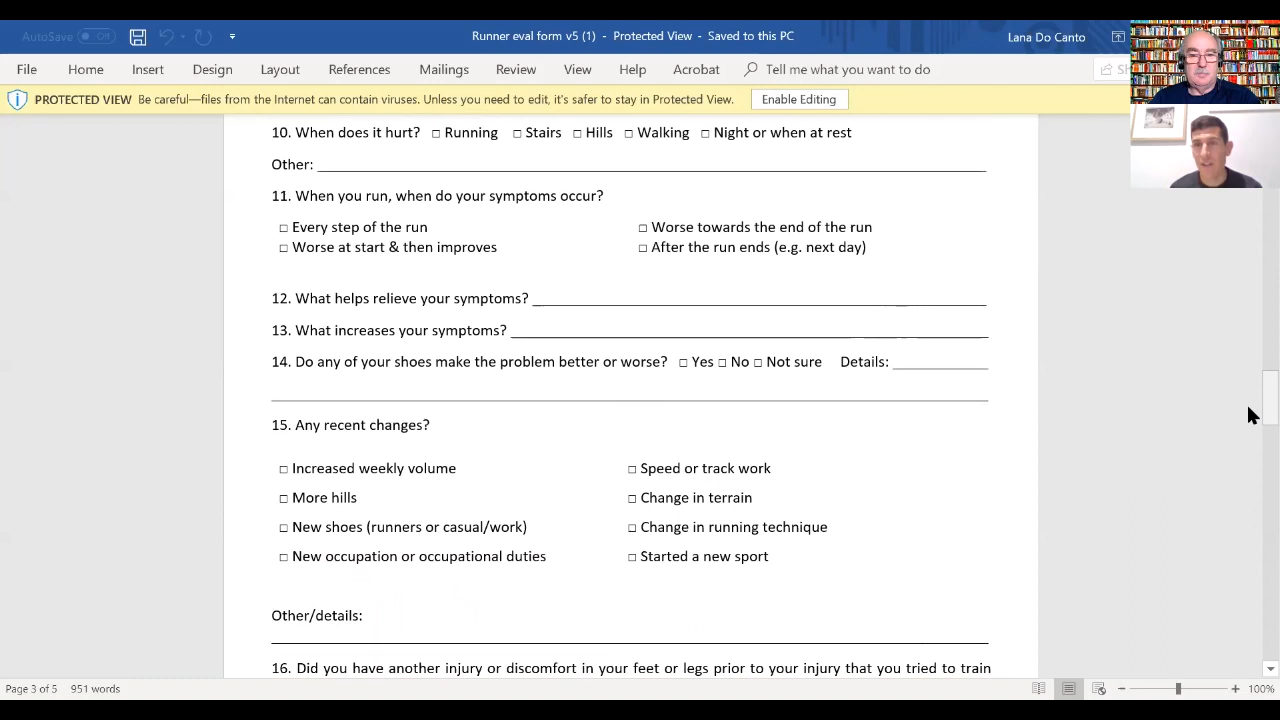 AutoSave Off Runner eval form v5 (1) - Protected View - Saved to this PC Lana Do Canto
File Home Insert Design Layout References Mailings Review View Help Acrobat Tell me what you want to do
PROTECTED VIEW Be careful—files from the Internet can contain viruses. Unless you need to edit, it's safer to stay in Protected View. Enable Editing
10. When does it hurt? □ Running □ Stairs □ Hills □ Walking □ Night or when at rest
Other:
11. When you run, when do your symptoms occur?
□ Every step of the run □ Worse towards the end of the run
□ Worse at start & then improves □ After the run ends (e.g. next day)
12. What helps relieve your symptoms?
13. What increases your symptoms?
14. Do any of your shoes make the problem better or worse? □ Yes □ No □ Not sure Details:
15. Any recent changes?
□ Increased weekly volume □ Speed or track work
□ More hills □ Change in terrain
□ New shoes (runners or casual/work) □ Change in running technique
□ New occupation or occupational duties □ Started a new sport
Other/details:
16. Did you have another injury or discomfort in your feet or legs prior to your injury that you tried to train
Page 3 of 5 951 words 100%